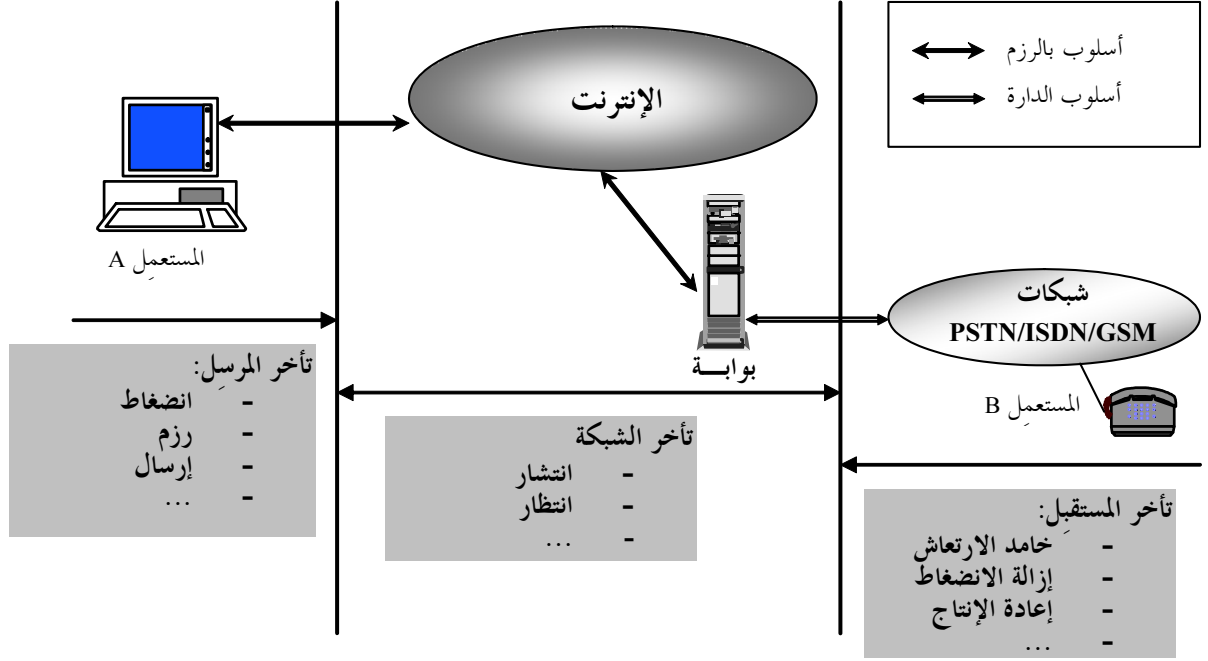 أسلوب بالرزم
أسلوب الدارة
الإنترنت
المستعمِل A
بوابـــة
شبكات
PSTN/ISDN/GSM
المستعمِل B
تأخر المرسِل:
- انضغاط
- رزم
- إرسال
- ...
تأخر الشبكة
- انتشار
- انتظار
- ...
تأخر المستقبِل:
- خامد الارتعاش
- إزالة الانضغاط
- إعادة الإنتاج
- ...